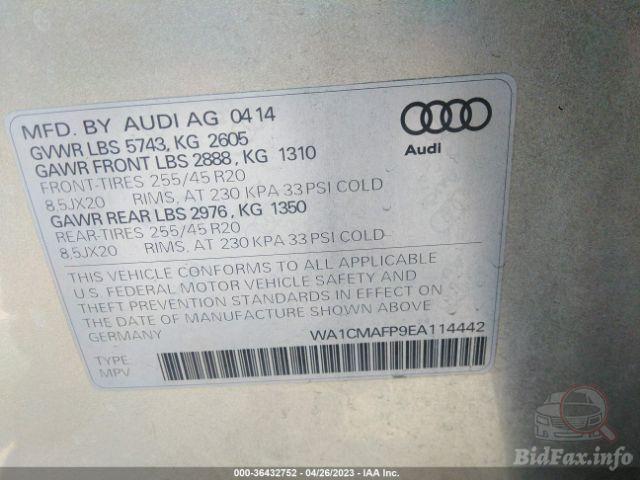 MFD. BY AUDI AG 0414
GVWR LBS 5743, KG 2605
GAWR FRONT LBS 2888, KG 1310
FRONT-TIRES 255/45 R20
8,5JX20 RIMS, AT 230 KPA 33 PSI COLD
GAWR REAR LBS 2976, KG 1350
REAR-TIRES 255/45 R20
8,5JX20 RIMS, AT 230 KPA 33 PSI COLD
Audi
THIS VEHICLE CONFORMS TO ALL APPLICABLE
U.S. FEDERAL MOTOR VEHICLE SAFETY AND
THEFT PREVENTION STANDARDS IN EFFECT ON
THE DATE OF MANUFACTURE SHOWN ABOVE
GERMANY
WA1CMAFP9EA114442
TYPE:
MPV
BidFax.info
000-36432752 - 04/26/2023 - IAA Inc.